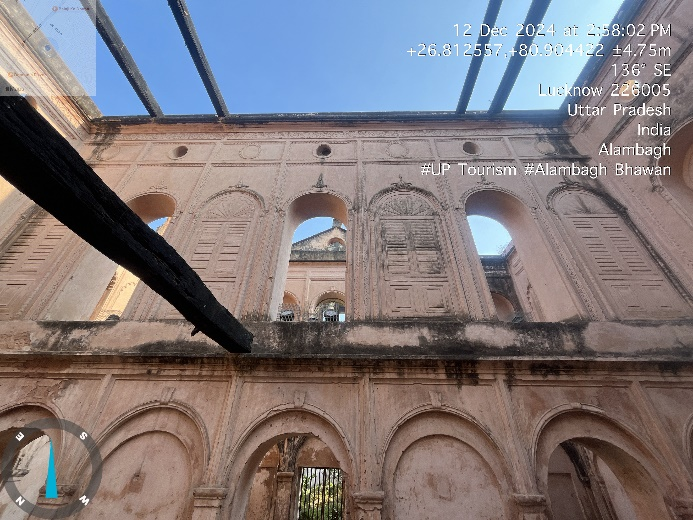 12 Dec 2024 at 2:58:02 PM
+26.812557,+80.904422 ±4.75m
136° SE
Lucknow 226005
Uttar Pradesh
India
Alambagh
#UP Tourism #Alambagh Bhawan
S
E
W
N